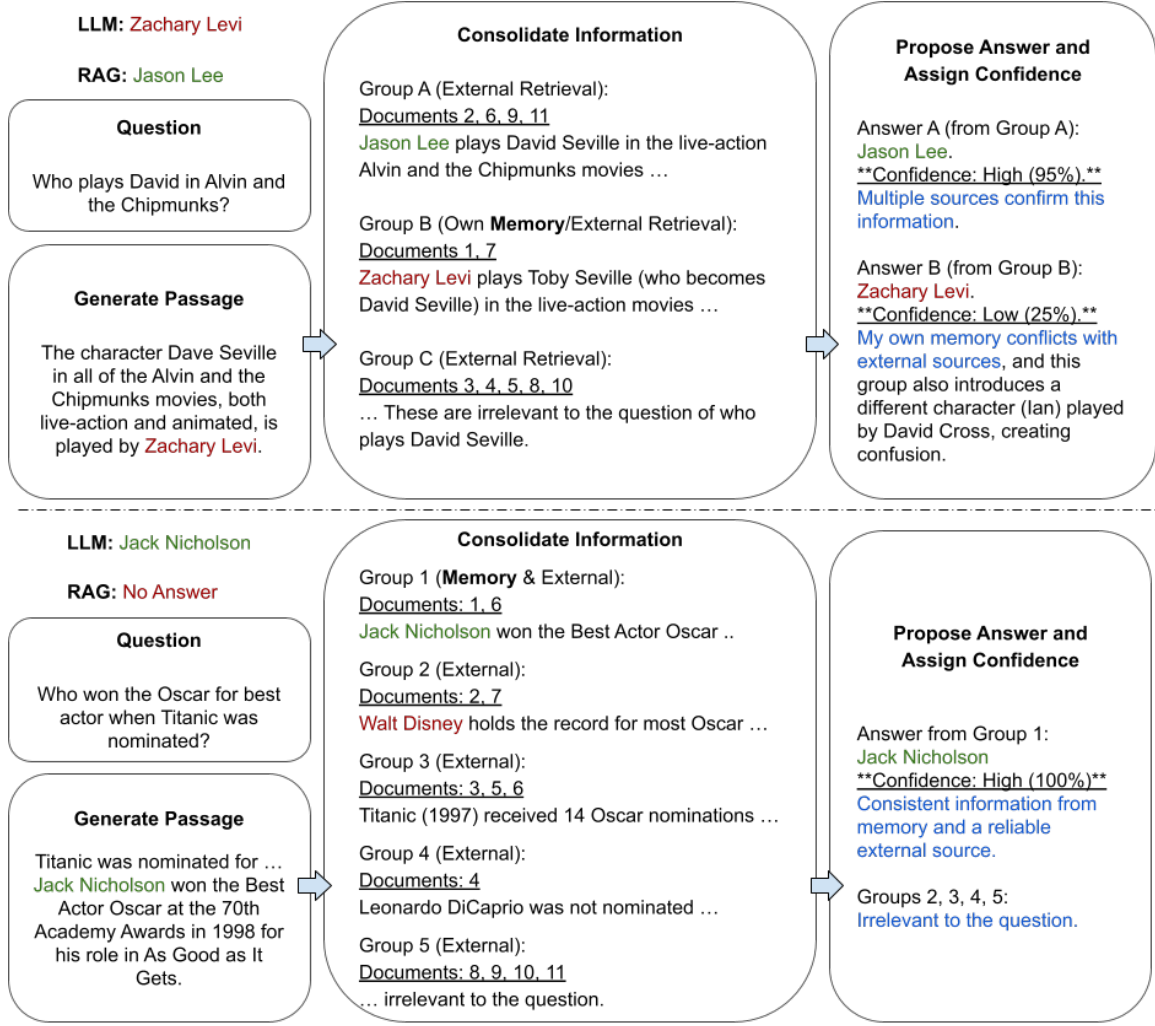 LLM: Zachary Levi
RAG: Jason Lee
Question
Who plays David in Alvin and
the Chipmunks?
Generate Passage
The character Dave Seville
in all of the Alvin and the
Chipmunks movies, both
live-action and animated, is
played by Zachary Levi.
Consolidate Information
Group A (External Retrieval):
Documents 2, 6, 9, 11
Jason Lee plays David Seville in the live-action
Alvin and the Chipmunks movies …
Group B (Own Memory/External Retrieval):
Documents 1, 7
Zachary Levi plays Toby Seville (who becomes
David Seville) in the live-action movies …
Group C (External Retrieval):
Documents 3, 4, 5, 8, 10
… These are irrelevant to the question of who
plays David Seville.
Propose Answer and
Assign Confidence
Answer A (from Group A):
Jason Lee.
**Confidence: High (95%).**
Multiple sources confirm this
information.
Answer B (from Group B):
Zachary Levi.
**Confidence: Low (25%).**
My own memory conflicts with
external sources, and this
group also introduces a
different character (Ian) played
by David Cross, creating
confusion.
LLM: Jack Nicholson
RAG: No Answer
Question
Who won the Oscar for best
actor when Titanic was
nominated?
Generate Passage
Titanic was nominated for …
Jack Nicholson won the Best
Actor Oscar at the 70th
Academy Awards in 1998 for
his role in As Good as It
Gets.
Consolidate Information
Group 1 (Memory & External):
Documents: 1, 6
Jack Nicholson won the Best Actor Oscar ..
Group 2 (External):
Documents: 2, 7
Walt Disney holds the record for most Oscar …
Group 3 (External):
Documents: 3, 5, 6
Titanic (1997) received 14 Oscar nominations …
Group 4 (External):
Documents: 4
Leonardo DiCaprio was not nominated …
Group 5 (External):
Documents: 8, 9, 10, 11
… irrelevant to the question.
Propose Answer and
Assign Confidence
Answer from Group 1:
Jack Nicholson
**Confidence: High (100%)**
Consistent information from
memory and a reliable
external source.
Groups 2, 3, 4, 5:
Irrelevant to the question.